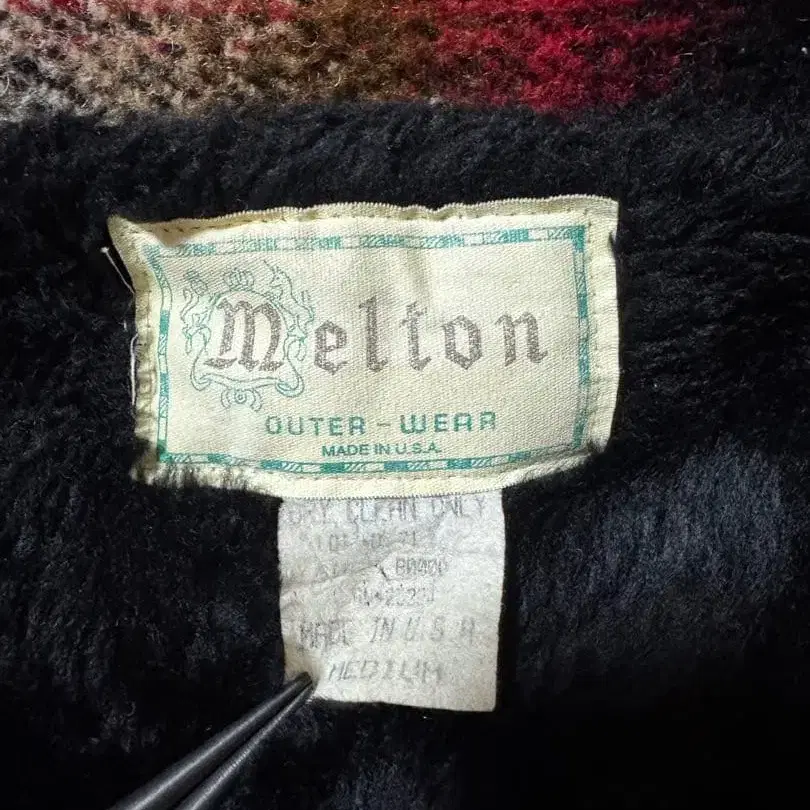 Melton
OUTER-WEAR
MADE IN U.S.A.
DRY CLEAN ONLY
MADE IN U.S.A
MEDIUM